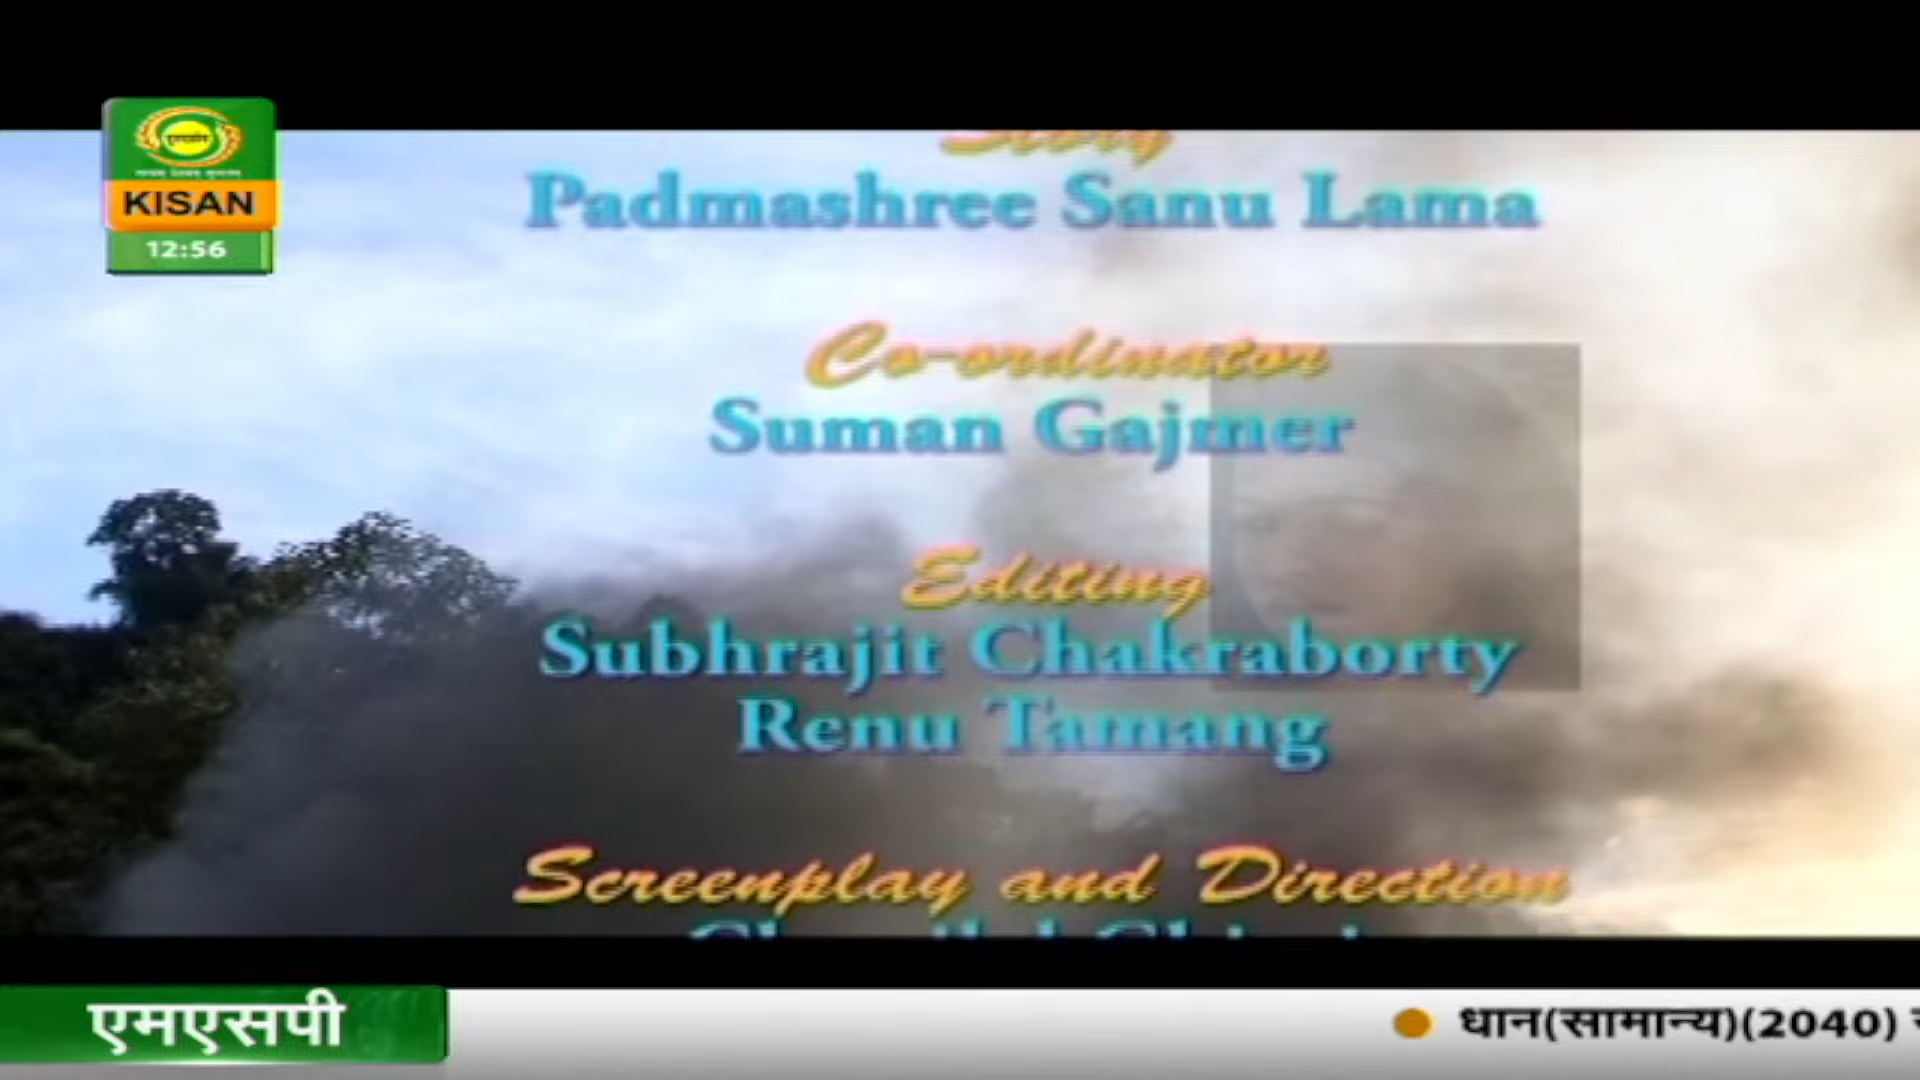 KISAN
12:56
Story
Padmashree Sanu Lama
Co-ordinator
Suman Gajmer
Editing
Subhrajit Chakraborty
Renu Tamang
Screenplay and Direction
एमएसपी
धान(सामान्य)(2040)